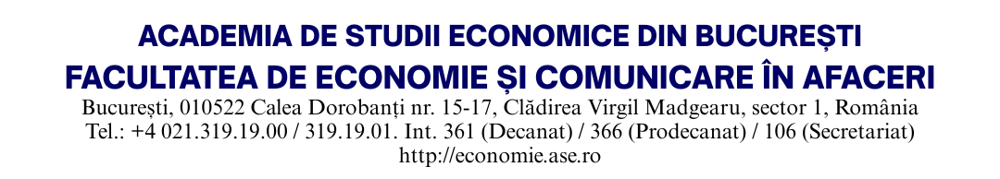 ACADEMIA DE STUDII ECONOMICE DIN BUCUREȘTI
FACULTATEA DE ECONOMIE ȘI COMUNICARE ÎN AFACERI
București, 010522 Calea Dorobanți nr. 15-17, Clădirea Virgil Madgearu, sector 1, România
Tel.: +4 021.319.19.00 / 319.19.01. Int. 361 (Decanat) / 366 (Prodecanat) / 106 (Secretariat)
http://economie.ase.ro